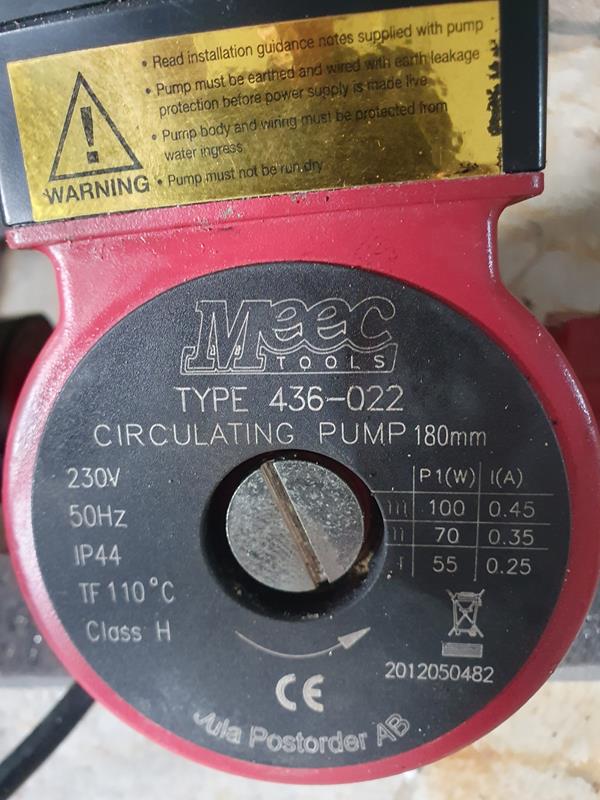 • Read installation guidance notes supplied with pump
• Pump must be earthed and wired with earth leakage
protection before power supply is made live
• Pump body and wiring must be protected from
water ingress
• Pump must not be run dry
WARNING
Meec
TOOLS
TYPE 436-022
CIRCULATING PUMP 180mm
230V
50Hz
IP44
TF 110°C
Class H
P1(W) I(A)
III 100 0.45
II 70 0.35
I 55 0.25
2012050482
CE
Jula Postorder AB